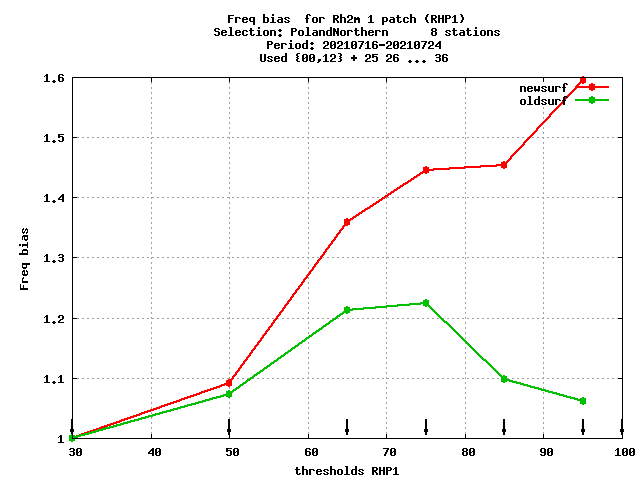 Freq bias  for Rh2m 1 patch (RHP1)
Selection: PolandNorthern      8 stations
Period: 20210716-20210724
Used {00,12} + 25 26 ... 36
newsurf
oldsurf
1.6
1.5
1.4
1.3
1.2
1.1
1
Freq bias
30 40 50 60 70 80 90 100
thresholds RHP1